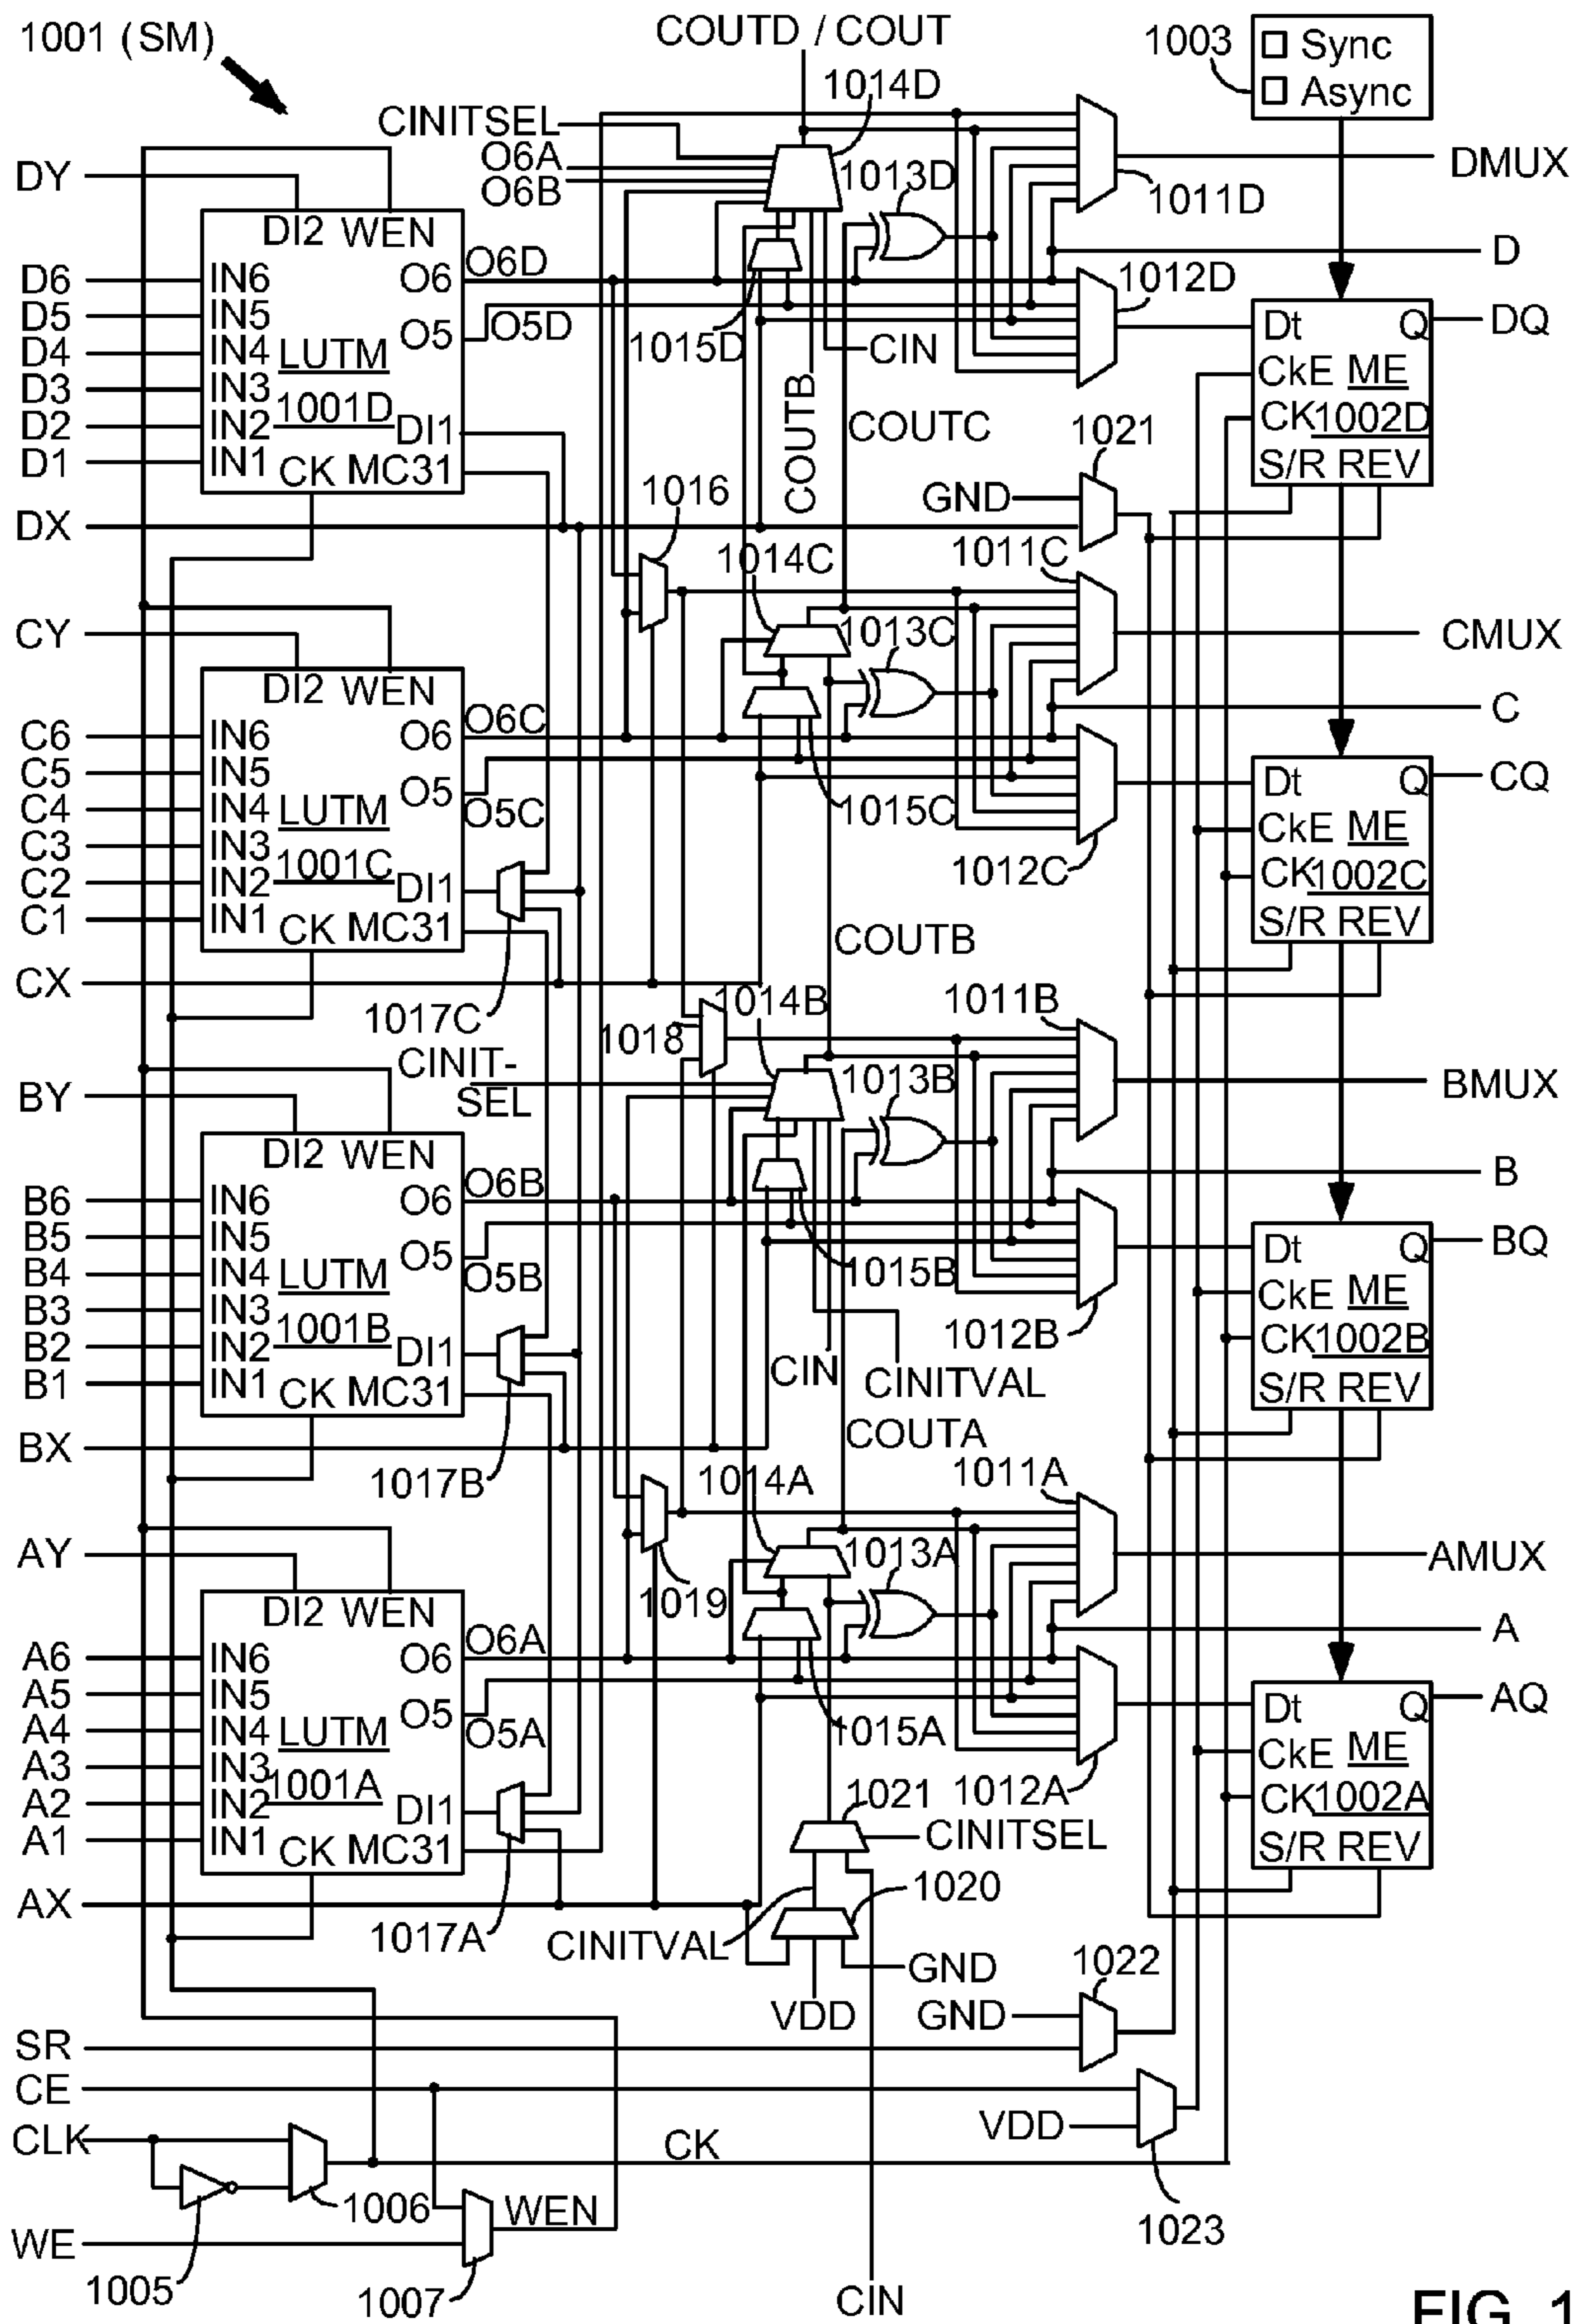 1001 (SM)
COUTD / COUT
1003
Sync
Async
1014D
CINITSEL
O6A
O6B
1013D
DMUX
1011D
DY
DI2 WEN
D6 IN6 O6 O6D
D5 IN5
D4 IN4 LUTM O5 O5D
D3 IN3
D2 IN2 1001D DI1
D1 IN1 CK MC31
D
1012D
1015D
CIN
COUTB
COUTC
Dt Q DQ
CkE ME
CK 1002D
S/R REV
1021
GND
1016
DX
1014C
1011C
CY
1013C
CMUX
DI2 WEN
C6 IN6 O6 O6C
C5 IN5
C4 IN4 LUTM O5 O5C
C3 IN3
C2 IN2 1001C DI1
C1 IN1 CK MC31
C
1015C
1012C
Dt Q CQ
CkE ME
CK 1002C
S/R REV
COUTB
CX
1017C
1018
1014B
1011B
CINIT-
SEL
1013B
BMUX
BY
DI2 WEN
B6 IN6 O6 O6B
B5 IN5
B4 IN4 LUTM O5 O5B
B3 IN3
B2 IN2 1001B DI1
B1 IN1 CK MC31
B
1015B
1012B
CIN
CINITVAL
Dt Q BQ
CkE ME
CK 1002B
S/R REV
COUTA
BX
1017B
1014A
1011A
1013A
AMUX
AY
1019
DI2 WEN
A6 IN6 O6 O6A
A5 IN5
A4 IN4 LUTM O5 O5A
A3 IN3
A2 IN2 1001A DI1
A1 IN1 CK MC31
A
1015A
1012A
Dt Q AQ
CkE ME
CK 1002A
S/R REV
1021
CINITSEL
AX
1017A
1020
CINITVAL
GND
VDD
1022
GND
SR
CE
VDD
CLK
CK
1006
WEN
1023
WE
1005
1007
CIN
FIG. 1